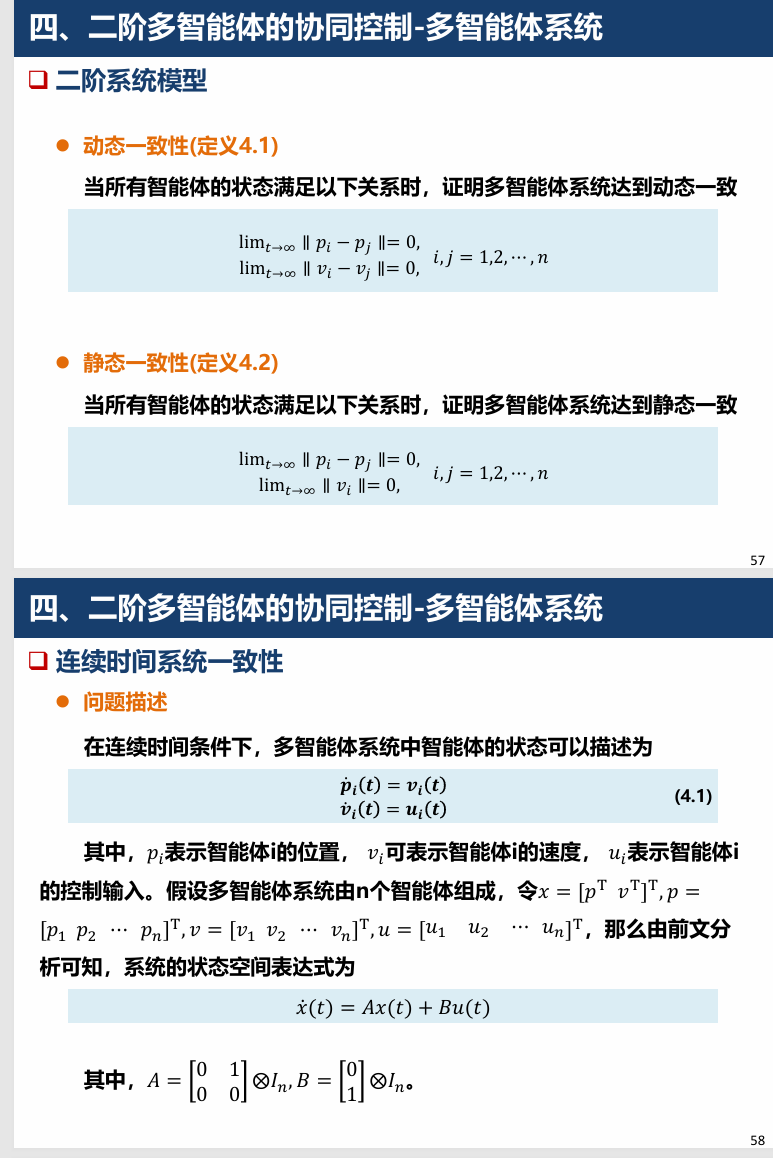 四、二阶多智能体的协同控制-多智能体系统
二阶系统模型
动态一致性(定义4.1)
当所有智能体的状态满足以下关系时，证明多智能体系统达到动态一致
lim_{t→∞} ∥ p_i − p_j ∥= 0,
lim_{t→∞} ∥ v_i − v_j ∥= 0, i, j = 1,2, ⋯ , n
静态一致性(定义4.2)
当所有智能体的状态满足以下关系时，证明多智能体系统达到静态一致
lim_{t→∞} ∥ p_i − p_j ∥= 0,
lim_{t→∞} ∥ v_i ∥= 0, i, j = 1,2, ⋯ , n
57
四、二阶多智能体的协同控制-多智能体系统
连续时间系统一致性
问题描述
在连续时间条件下，多智能体系统中智能体的状态可以描述为
ṗ_i(t) = v_i(t)
v̇_i(t) = u_i(t) (4.1)
其中，p_i表示智能体i的位置， v_i可表示智能体i的速度， u_i表示智能体i
的控制输入。假设多智能体系统由n个智能体组成，令x = [p^T v^T]^T, p =
[p_1 p_2 ⋯ p_n]^T, v = [v_1 v_2 ⋯ v_n]^T, u = [u_1 u_2 ⋯ u_n]^T，那么由前文分
析可知，系统的状态空间表达式为
ẋ(t) = Ax(t) + Bu(t)
其中，A = [0 1; 0 0] ⊗I_n, B = [0; 1] ⊗I_n。
58